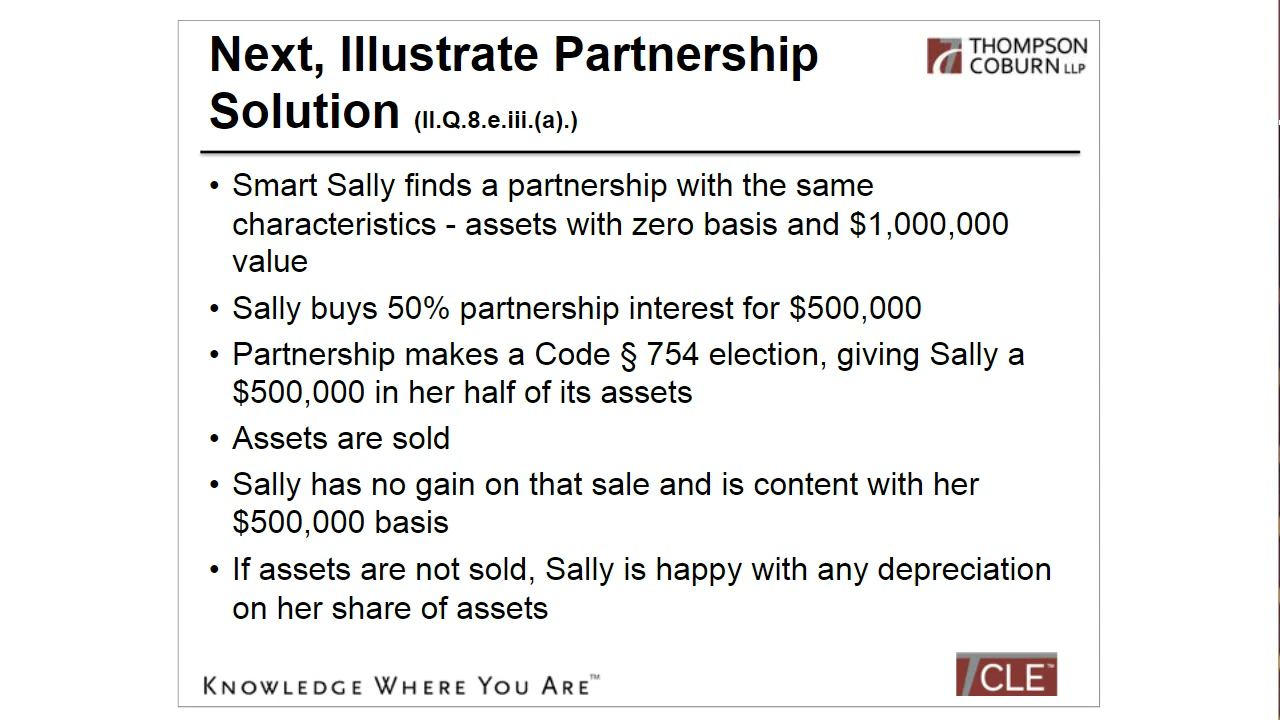 Next, Illustrate Partnership
Solution (II.Q.8.e.iii.(a).)
THOMPSON
COBURN LLP
• Smart Sally finds a partnership with the same
characteristics - assets with zero basis and $1,000,000
value
• Sally buys 50% partnership interest for $500,000
• Partnership makes a Code § 754 election, giving Sally a
$500,000 in her half of its assets
• Assets are sold
• Sally has no gain on that sale and is content with her
$500,000 basis
• If assets are not sold, Sally is happy with any depreciation
on her share of assets
KNOWLEDGE WHERE YOU ARE™
TCLE™